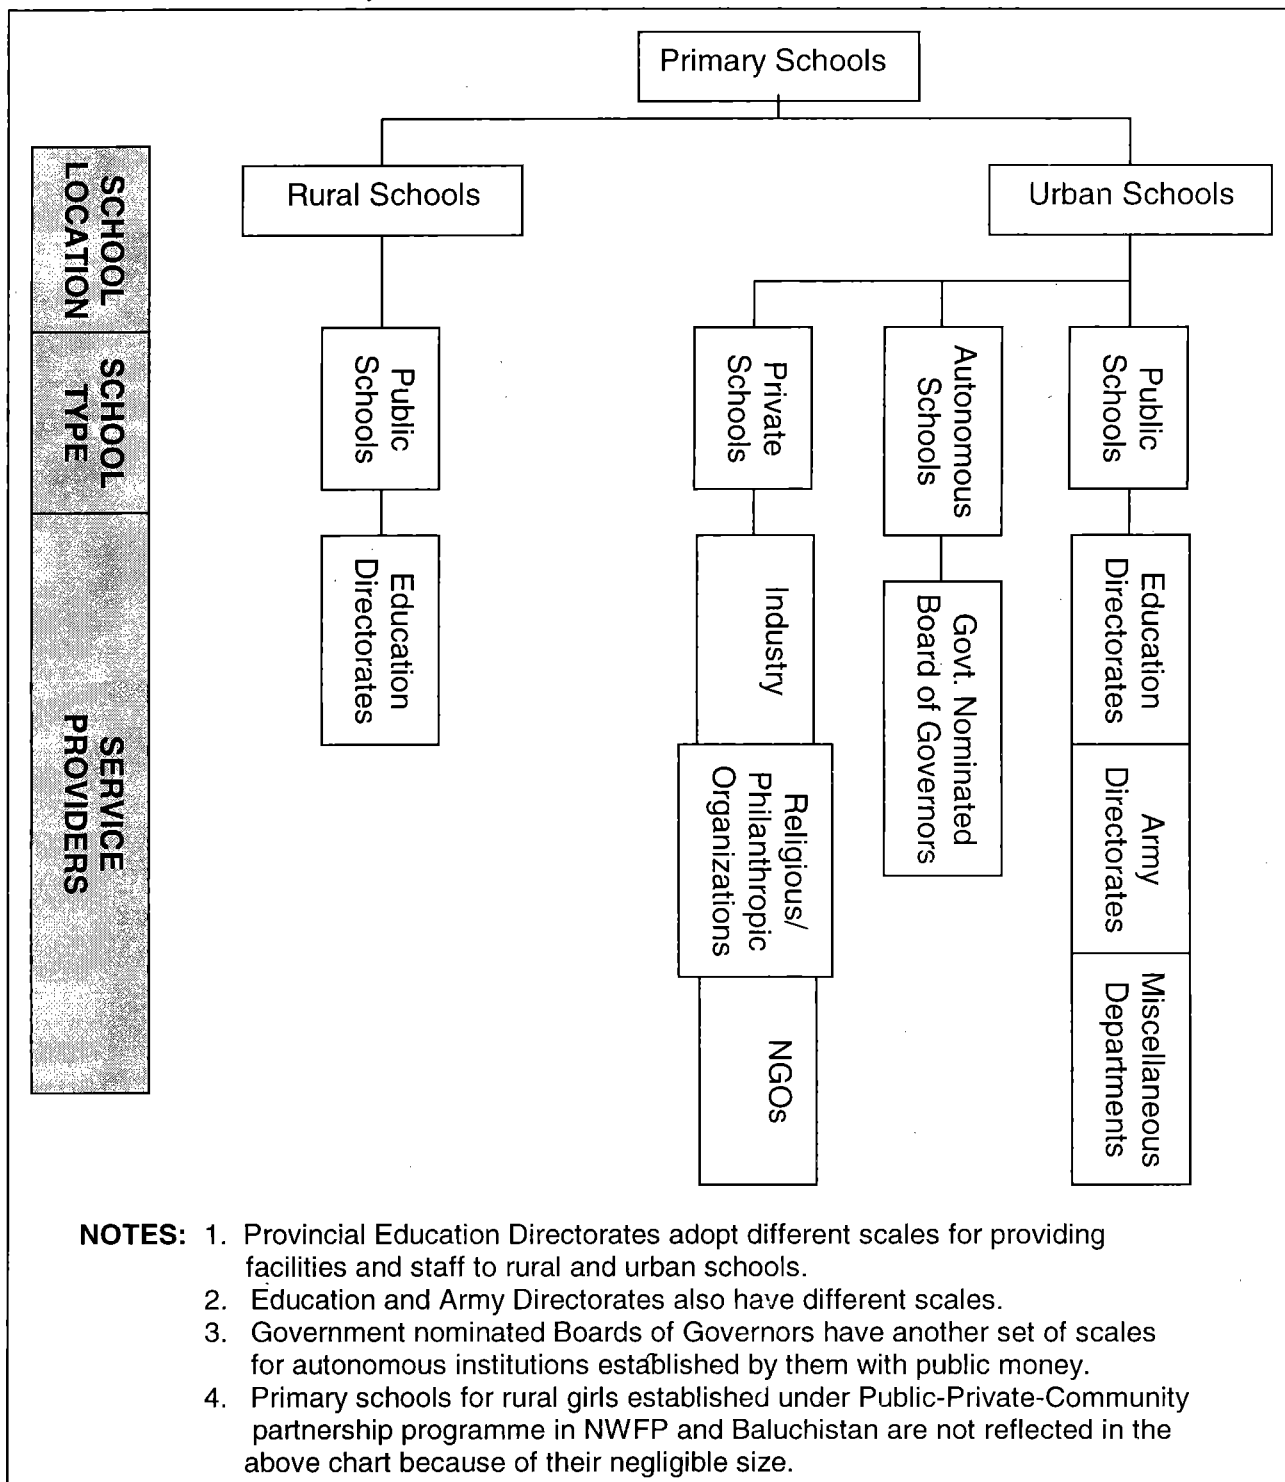 Primary Schools
Rural Schools
Urban Schools
SCHOOL
LOCATION
SCHOOL
TYPE
SERVICE
PROVIDERS
Public
Schools
Education
Directorates
Private
Schools
Industry
Religious/
Philanthropic
Organizations
NGOs
Autonomous
Schools
Govt. Nominated
Board of Governors
Public
Schools
Education
Directorates
Army
Directorates
Miscellaneous
Departments
NOTES: 1. Provincial Education Directorates adopt different scales for providing
facilities and staff to rural and urban schools.
2. Education and Army Directorates also have different scales.
3. Government nominated Boards of Governors have another set of scales
for autonomous institutions established by them with public money.
4. Primary schools for rural girls established under Public-Private-Community
partnership programme in NWFP and Baluchistan are not reflected in the
above chart because of their negligible size.